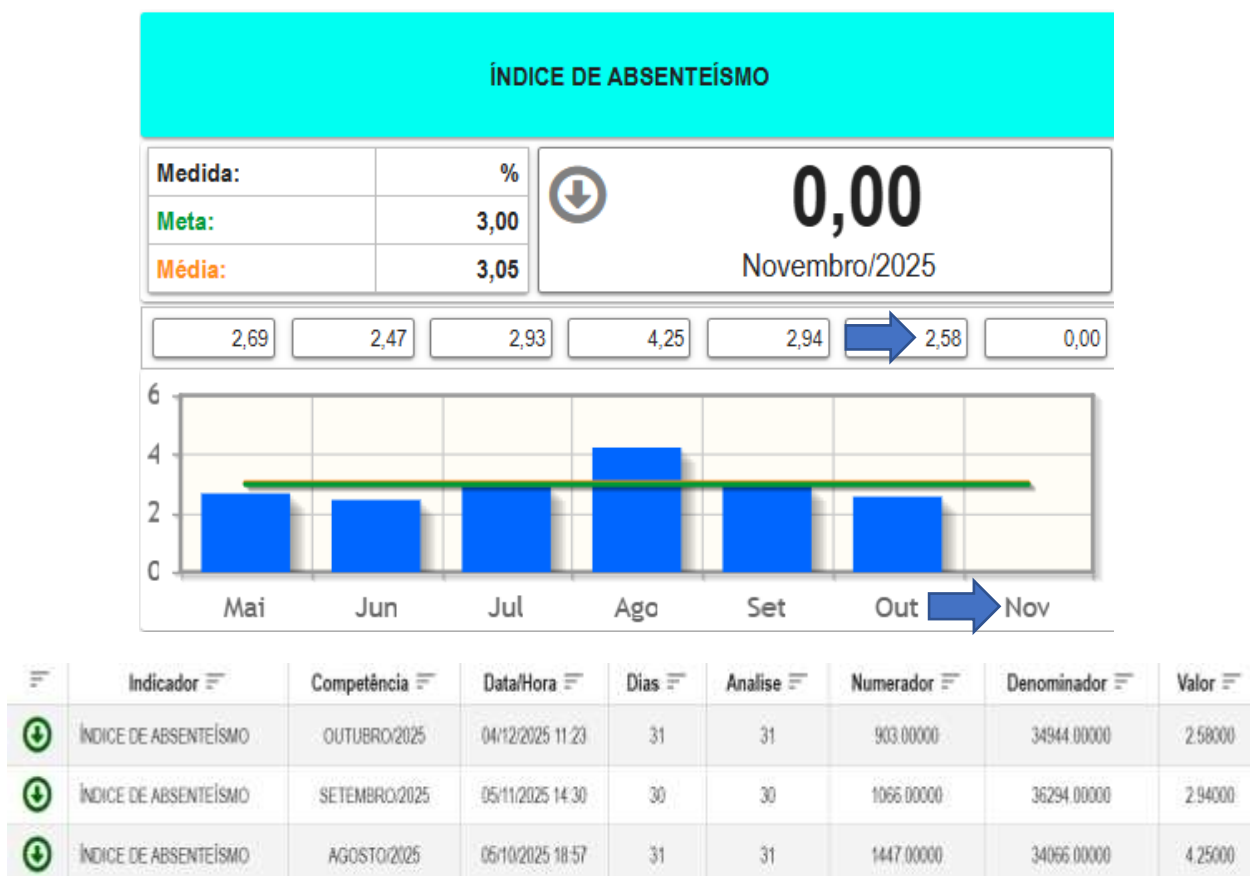 ÍNDICE DE ABSENTEÍSMO
Medida: %
Meta: 3,00
Média: 3,05
0,00
Novembro/2025
2,69 2,47 2,93 4,25 2,94 2,58 0,00
6
4
2
0
Mai Jun Jul Ago Set Out Nov
Indicador Competência Data/Hora Dias Analise Numerador Denominador Valor
ÍNDICE DE ABSENTEÍSMO OUTUBRO/2025 04/12/2025 11:23 31 31 903.00000 34944.00000 2.58000
ÍNDICE DE ABSENTEÍSMO SETEMBRO/2025 05/11/2025 14:30 30 30 1066.00000 36294.00000 2.94000
ÍNDICE DE ABSENTEÍSMO AGOSTO/2025 05/10/2025 18:57 31 31 1447.00000 34066.00000 4.25000